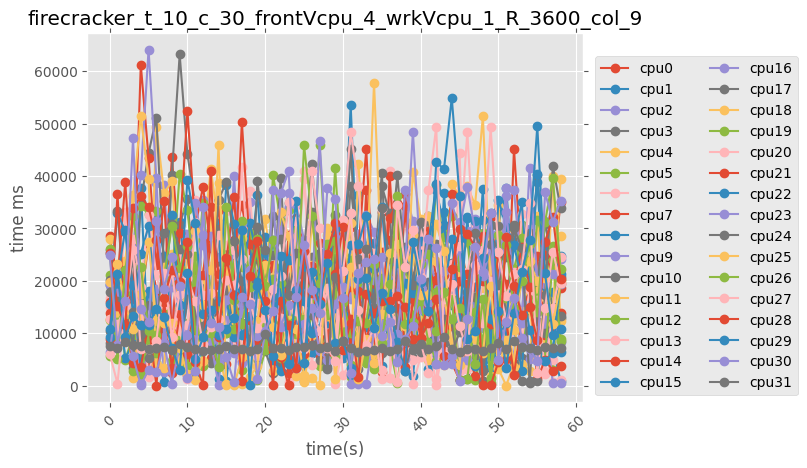 firecracker_t_10_c_30_frontVcpu_4_wrkVcpu_1_R_3600_col_9
time ms
60000
50000
40000
30000
20000
10000
0
0
10
20
30
40
50
60
time(s)
cpu0
cpu1
cpu2
cpu3
cpu4
cpu5
cpu6
cpu7
cpu8
cpu9
cpu10
cpu11
cpu12
cpu13
cpu14
cpu15
cpu16
cpu17
cpu18
cpu19
cpu20
cpu21
cpu22
cpu23
cpu24
cpu25
cpu26
cpu27
cpu28
cpu29
cpu30
cpu31